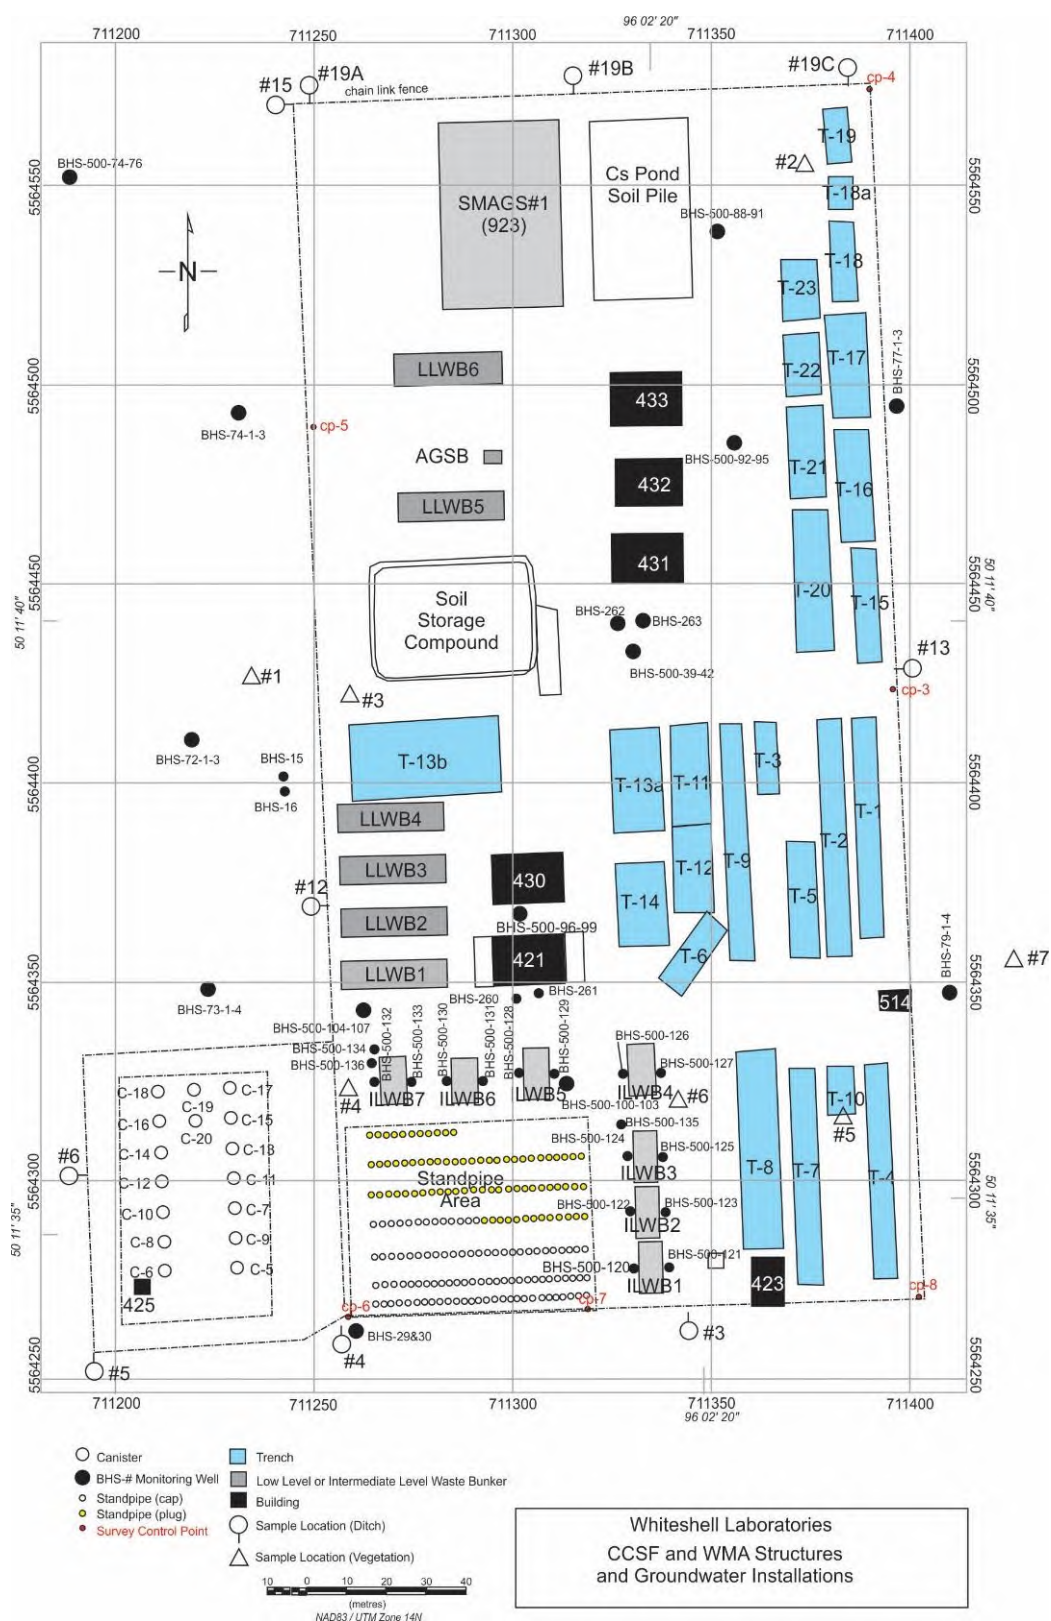 96 02' 20"
711200 711250 711300 711350 711400
#19A #19B #19C cp-4
#15 chain link fence
T-19
BHS-500-74-76 #2
5564550 Cs Pond 5564550
Soil Pile T-18a
SMAGS#1
(923) BHS-500-88-91
T-18
N
T-23
T-17
BHS-77-1-3
LLWB6 T-22
5564500 433 5564500
BHS-74-1-3 cp-5
BHS-500-92-95
AGSB T-21
432 T-16
LLWB5
431
5564450 T-20 5564450
50 11' 40" Soil T-15 50 11' 40"
Storage BHS-262 BHS-263
Compound
#13
BHS-500-39-42
#1 #3 cp-3
BHS-72-1-3 BHS-15
T-13b T-13a T-11 T-3
5564400 BHS-16 5564400
T-1
LLWB4
T-2
LLWB3 T-9
T-12
#12 430 T-14 T-5
LLWB2
BHS-500-96-99
T-6
BHS-79-1-4
421 #7
LLWB1
5564350 5564350
BHS-73-1-4 BHS-260 BHS-261 514
BHS-500-104-107
BHS-500-132 BHS-500-133 BHS-500-130 BHS-500-131 BHS-500-128 BHS-500-129
BHS-500-134 BHS-500-126
BHS-500-136 BHS-500-127
C-18 C-17 #4 ILWB7 ILWB6 ILWB5 ILWB4 #6 T-10
C-19 BHS-500-100-103
C-16 C-15 BHS-500-135 #5
C-20
BHS-500-124 BHS-500-125
C-14 C-13
#6 ILWB3 T-8 T-7 T-4
C-12 C-11 Standpipe
5564300 Area 5564300
50 11' 35" BHS-500-122 BHS-500-123 50 11' 35"
C-10 C-7
ILWB2
C-8 C-9
BHS-500-121
C-6 C-5 BHS-500-120
ILWB1
425 423
cp-6 cp-7 cp-8
BHS-29&30 #3
#4
#5
5564250 5564250
711200 711250 711300 711350 711400
96 02' 20"
Canister
BHS-# Monitoring Well
Standpipe (cap)
Standpipe (plug)
Survey Control Point
Trench
Low Level or Intermediate Level Waste Bunker
Building
Sample Location (Ditch)
Sample Location (Vegetation)
10 0 10 20 30 40
(metres)
NAD83 / UTM Zone 14N
Whiteshell Laboratories
CCSF and WMA Structures
and Groundwater Installations